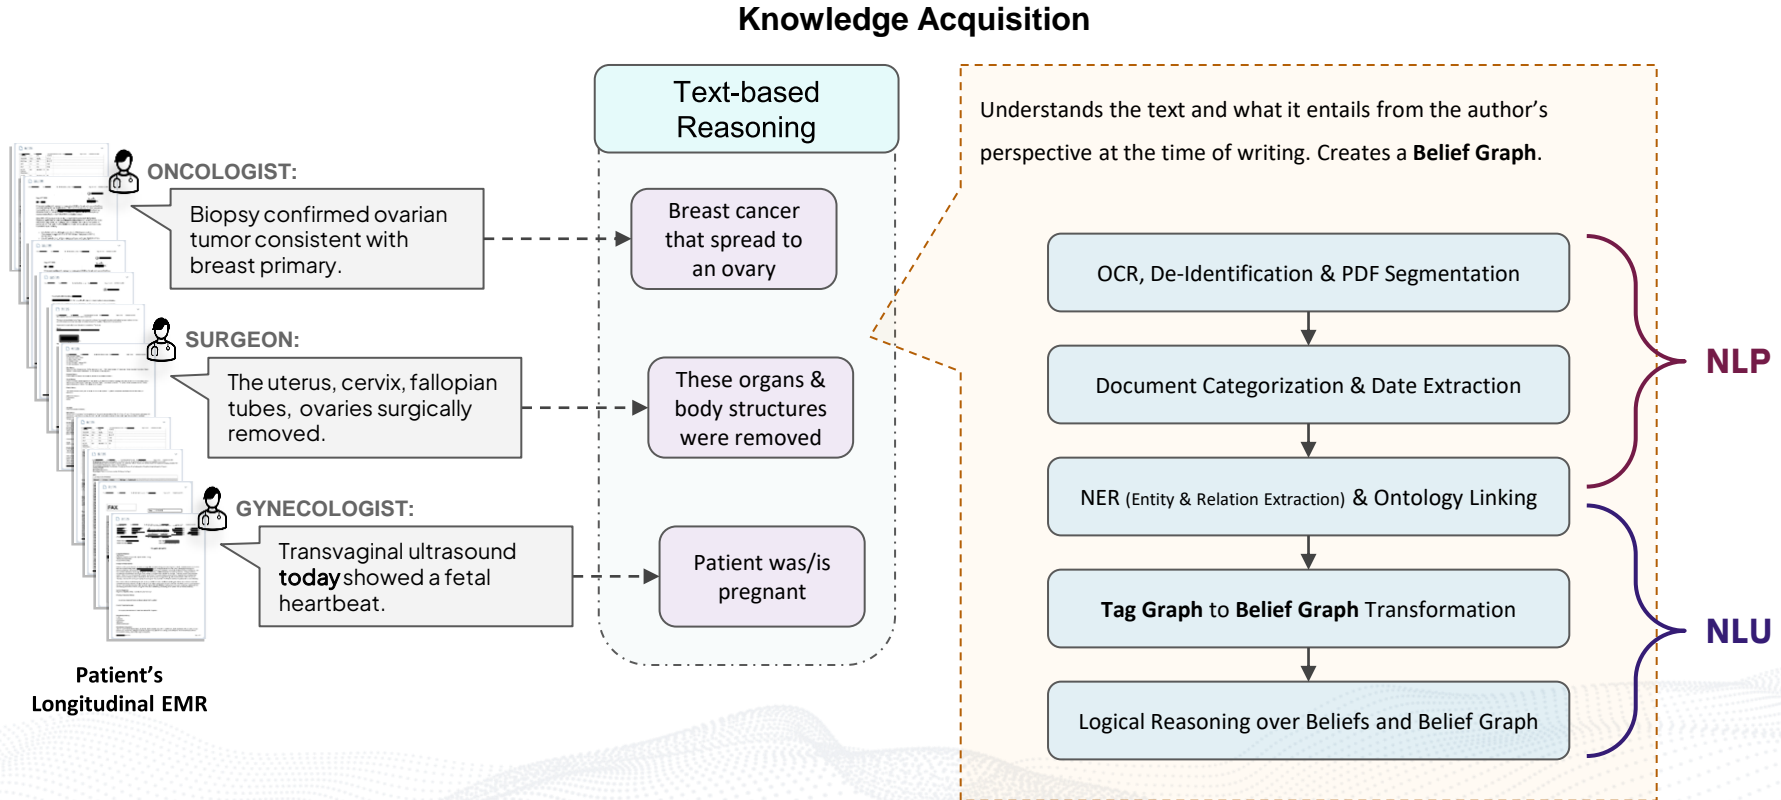 Knowledge Acquisition
Text-based
Reasoning
ONCOLOGIST:
Biopsy confirmed ovarian
tumor consistent with
breast primary.
Breast cancer
that spread to
an ovary
SURGEON:
The uterus, cervix, fallopian
tubes, ovaries surgically
removed.
These organs &
body structures
were removed
GYNECOLOGIST:
Transvaginal ultrasound
today showed a fetal
heartbeat.
Patient was/is
pregnant
FAX
Patient's
Longitudinal EMR
Understands the text and what it entails from the author's
perspective at the time of writing. Creates a Belief Graph.
OCR, De-Identification & PDF Segmentation
Document Categorization & Date Extraction
NER (Entity & Relation Extraction) & Ontology Linking
Tag Graph to Belief Graph Transformation
Logical Reasoning over Beliefs and Belief Graph
NLP
NLU